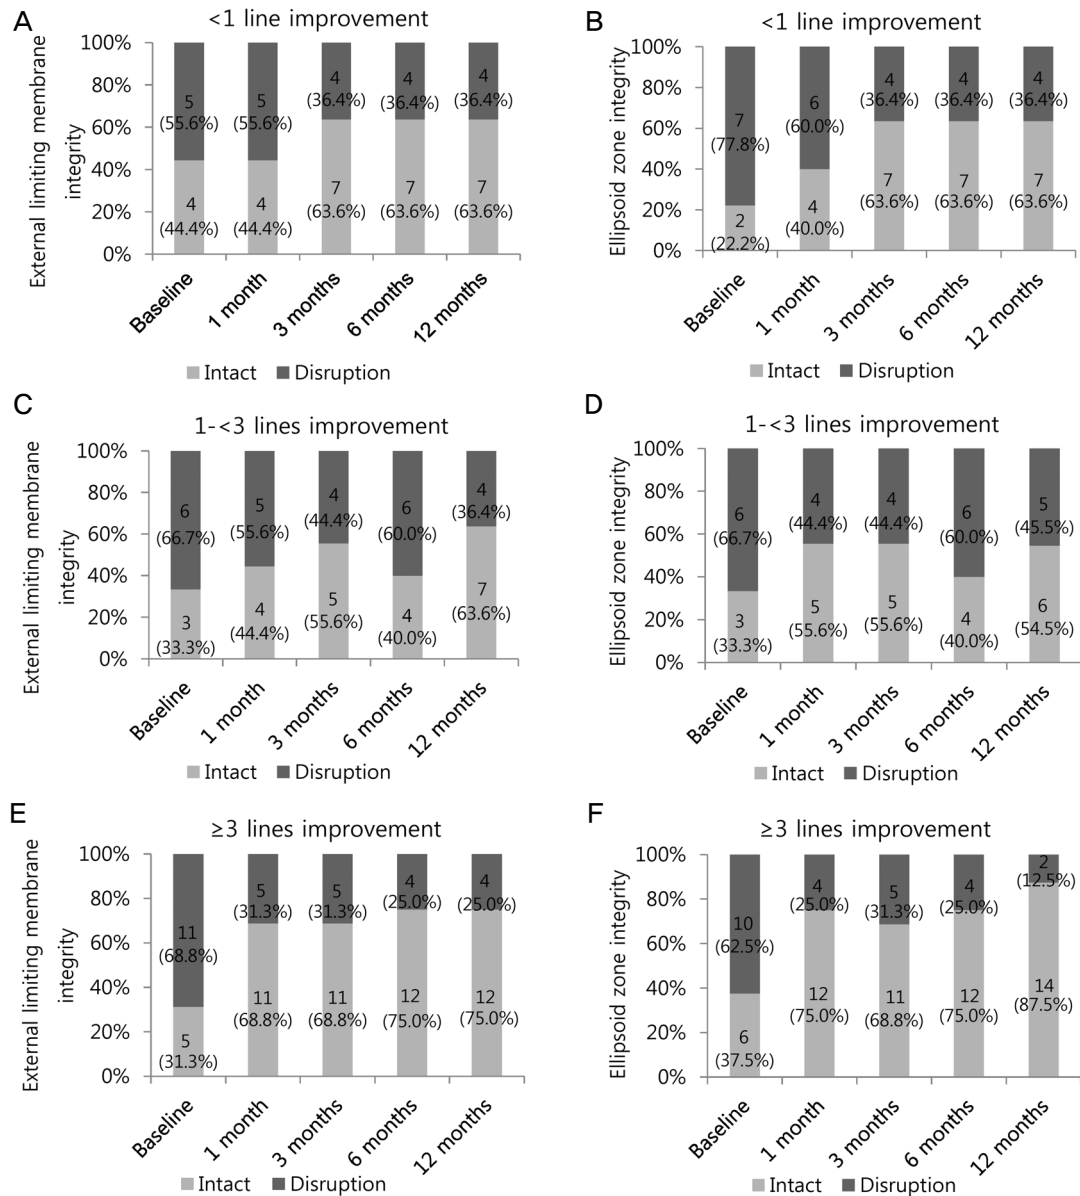 A
<1 line improvement
External limiting membrane
integrity
100%
80%
60%
40%
20%
0%
5
(55.6%)
5
(55.6%)
4
(36.4%)
4
(36.4%)
4
(36.4%)
4
(44.4%)
4
(44.4%)
7
(63.6%)
7
(63.6%)
7
(63.6%)
Baseline
1 month
3 months
6 months
12 months
Intact
Disruption
B
<1 line improvement
Ellipsoid zone integrity
100%
80%
60%
40%
20%
0%
7
(77.8%)
6
(60.0%)
4
(36.4%)
4
(36.4%)
4
(36.4%)
2
(22.2%)
4
(40.0%)
7
(63.6%)
7
(63.6%)
7
(63.6%)
Baseline
1 month
3 months
6 months
12 months
Intact
Disruption
C
1-<3 lines improvement
External limiting membrane
integrity
100%
80%
60%
40%
20%
0%
6
(66.7%)
5
(55.6%)
4
(44.4%)
6
(60.0%)
4
(36.4%)
3
(33.3%)
4
(44.4%)
5
(55.6%)
4
(40.0%)
7
(63.6%)
Baseline
1 month
3 months
6 months
12 months
Intact
Disruption
D
1-<3 lines improvement
Ellipsoid zone integrity
100%
80%
60%
40%
20%
0%
6
(66.7%)
4
(44.4%)
4
(44.4%)
6
(60.0%)
5
(45.5%)
3
(33.3%)
5
(55.6%)
5
(55.6%)
4
(40.0%)
6
(54.5%)
Baseline
1 month
3 months
6 months
12 months
Intact
Disruption
E
≥3 lines improvement
External limiting membrane
integrity
100%
80%
60%
40%
20%
0%
11
(68.8%)
5
(31.3%)
5
(31.3%)
4
(25.0%)
4
(25.0%)
5
(31.3%)
11
(68.8%)
11
(68.8%)
12
(75.0%)
12
(75.0%)
Baseline
1 month
3 months
6 months
12 months
Intact
Disruption
F
≥3 lines improvement
Ellipsoid zone integrity
100%
80%
60%
40%
20%
0%
10
(62.5%)
4
(25.0%)
5
(31.3%)
4
(25.0%)
2
(12.5%)
6
(37.5%)
12
(75.0%)
11
(68.8%)
12
(75.0%)
14
(87.5%)
Baseline
1 month
3 months
6 months
12 months
Intact
Disruption